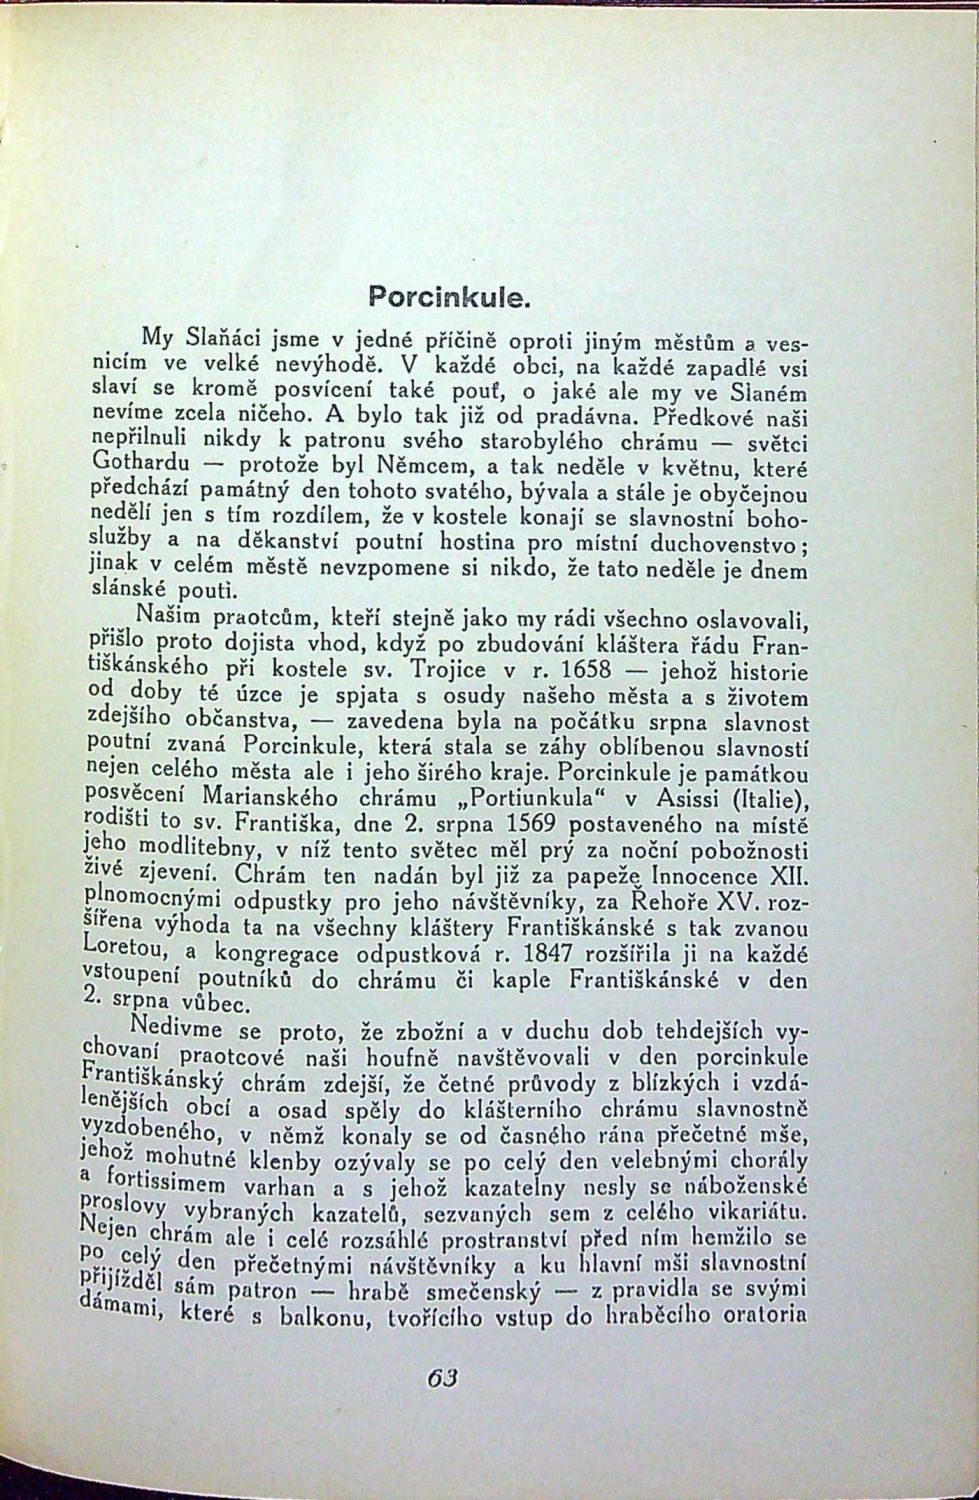 Porcinkule.
My Slaňáci jsme v jedné příčině oproti jiným městům a ves-
nicím ve velké nevýhodě. V každé obci, na každé zapadlé vsi
slaví se kromě posvícení také pouť, o jaké ale my ve Slaném
nevíme zcela ničeho. A bylo tak již od pradávna. Předkové naši
nepřilnuli nikdy k patronu svého starobylého chrámu — světci
Gothardu — protože byl Němcem, a tak neděle v květnu, které
předchází památný den tohoto svatého, bývala a stále je obyčejnou
nedělí jen s tím rozdílem, že v kostele konají se slavnostní boho-
služby a na děkanství poutní hostina pro místní duchovenstvo;
jinak v celém městě nevzpomene si nikdo, že tato neděle je dnem
slánské pouti.
Našim praotcům, kteří stejně jako my rádi všechno oslavovali,
přišlo proto dojista vhod, když po zbudování kláštera řádu Fran-
tiškánského při kostele sv. Trojice v r. 1658 — jehož historie
od doby té úzce je spjata s osudy našeho města a s životem
zdejšího občanstva, — zavedena byla na počátku srpna slavnost
poutní zvaná Porcinkule, která stala se záhy oblíbenou slavností
nejen celého města ale i jeho širého kraje. Porcinkule je památkou
posvěcení Marianského chrámu „Portiunkula“ v Asissi (Italie),
rodišti to sv. Františka, dne 2. srpna 1569 postaveného na místě
jeho modlitebny, v níž tento světec měl prý za noční pobožnosti
živé zjevení. Chrám ten nadán byl již za papeže Innocence XII.
plnomocnými odpustky pro jeho návštěvníky, za Řehoře XV. roz-
šířena výhoda ta na všechny kláštery Františkánské s tak zvanou
Loretou, a kongregace odpustková r. 1847 rozšířila ji na každé
vstoupení poutníků do chrámu či kaple Františkánské v den
2. srpna vůbec.
Nedivme se proto, že zbožní a v duchu dob tehdejších vy-
chovaní praotcové naši houfně navštěvovali v den porcinkule
Františkánský chrám zdejší, že četné průvody z blízkých i vzdá-
lenějších obcí a osad spěly do klášterního chrámu slavnostně
vyzdobeného, v němž konaly se od časného rána přečetné mše,
jehož mohutné klenby ozývaly se po celý den velebnými chorály
a fortissimem varhan a s jehož kazatelny nesly se náboženské
proslovy vybraných kazatelů, sezvaných sem z celého vikariátu.
Nejen chrám ale i celé rozsáhlé prostranství před ním hemžilo se
po celý den přečetnými návštěvníky a ku hlavní mši slavnostní
přijížděl sám patron — hrabě smečenský — z pravidla se svými
dámami, které s balkonu, tvořícího vstup do hraběcího oratoria
63